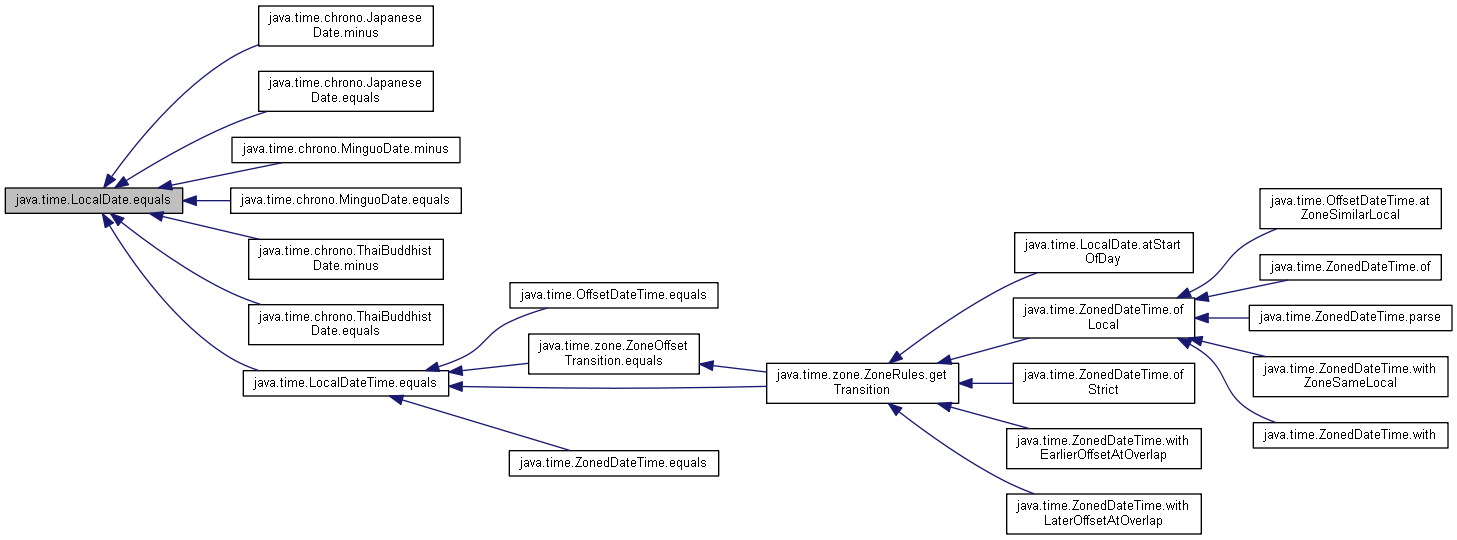 java.time.chrono.Japanese
Date.minus
java.time.chrono.Japanese
Date.equals
java.time.chrono.MinguoDate.minus
java.time.LocalDate.equals
java.time.chrono.MinguoDate.equals
java.time.chrono.ThaiBuddhist
Date.minus
java.time.chrono.ThaiBuddhist
Date.equals
java.time.LocalDateTime.equals
java.time.OffsetDateTime.equals
java.time.zone.ZoneOffset
Transition.equals
java.time.ZonedDateTime.equals
java.time.zone.ZoneRules.get
Transition
java.time.LocalDate.atStart
OfDay
java.time.ZonedDateTime.of
Local
java.time.ZonedDateTime.of
Strict
java.time.ZonedDateTime.with
EarlierOffsetAtOverlap
java.time.ZonedDateTime.with
LaterOffsetAtOverlap
java.time.OffsetDateTime.at
ZoneSimilarLocal
java.time.ZonedDateTime.of
java.time.ZonedDateTime.parse
java.time.ZonedDateTime.with
ZoneSameLocal
java.time.ZonedDateTime.with